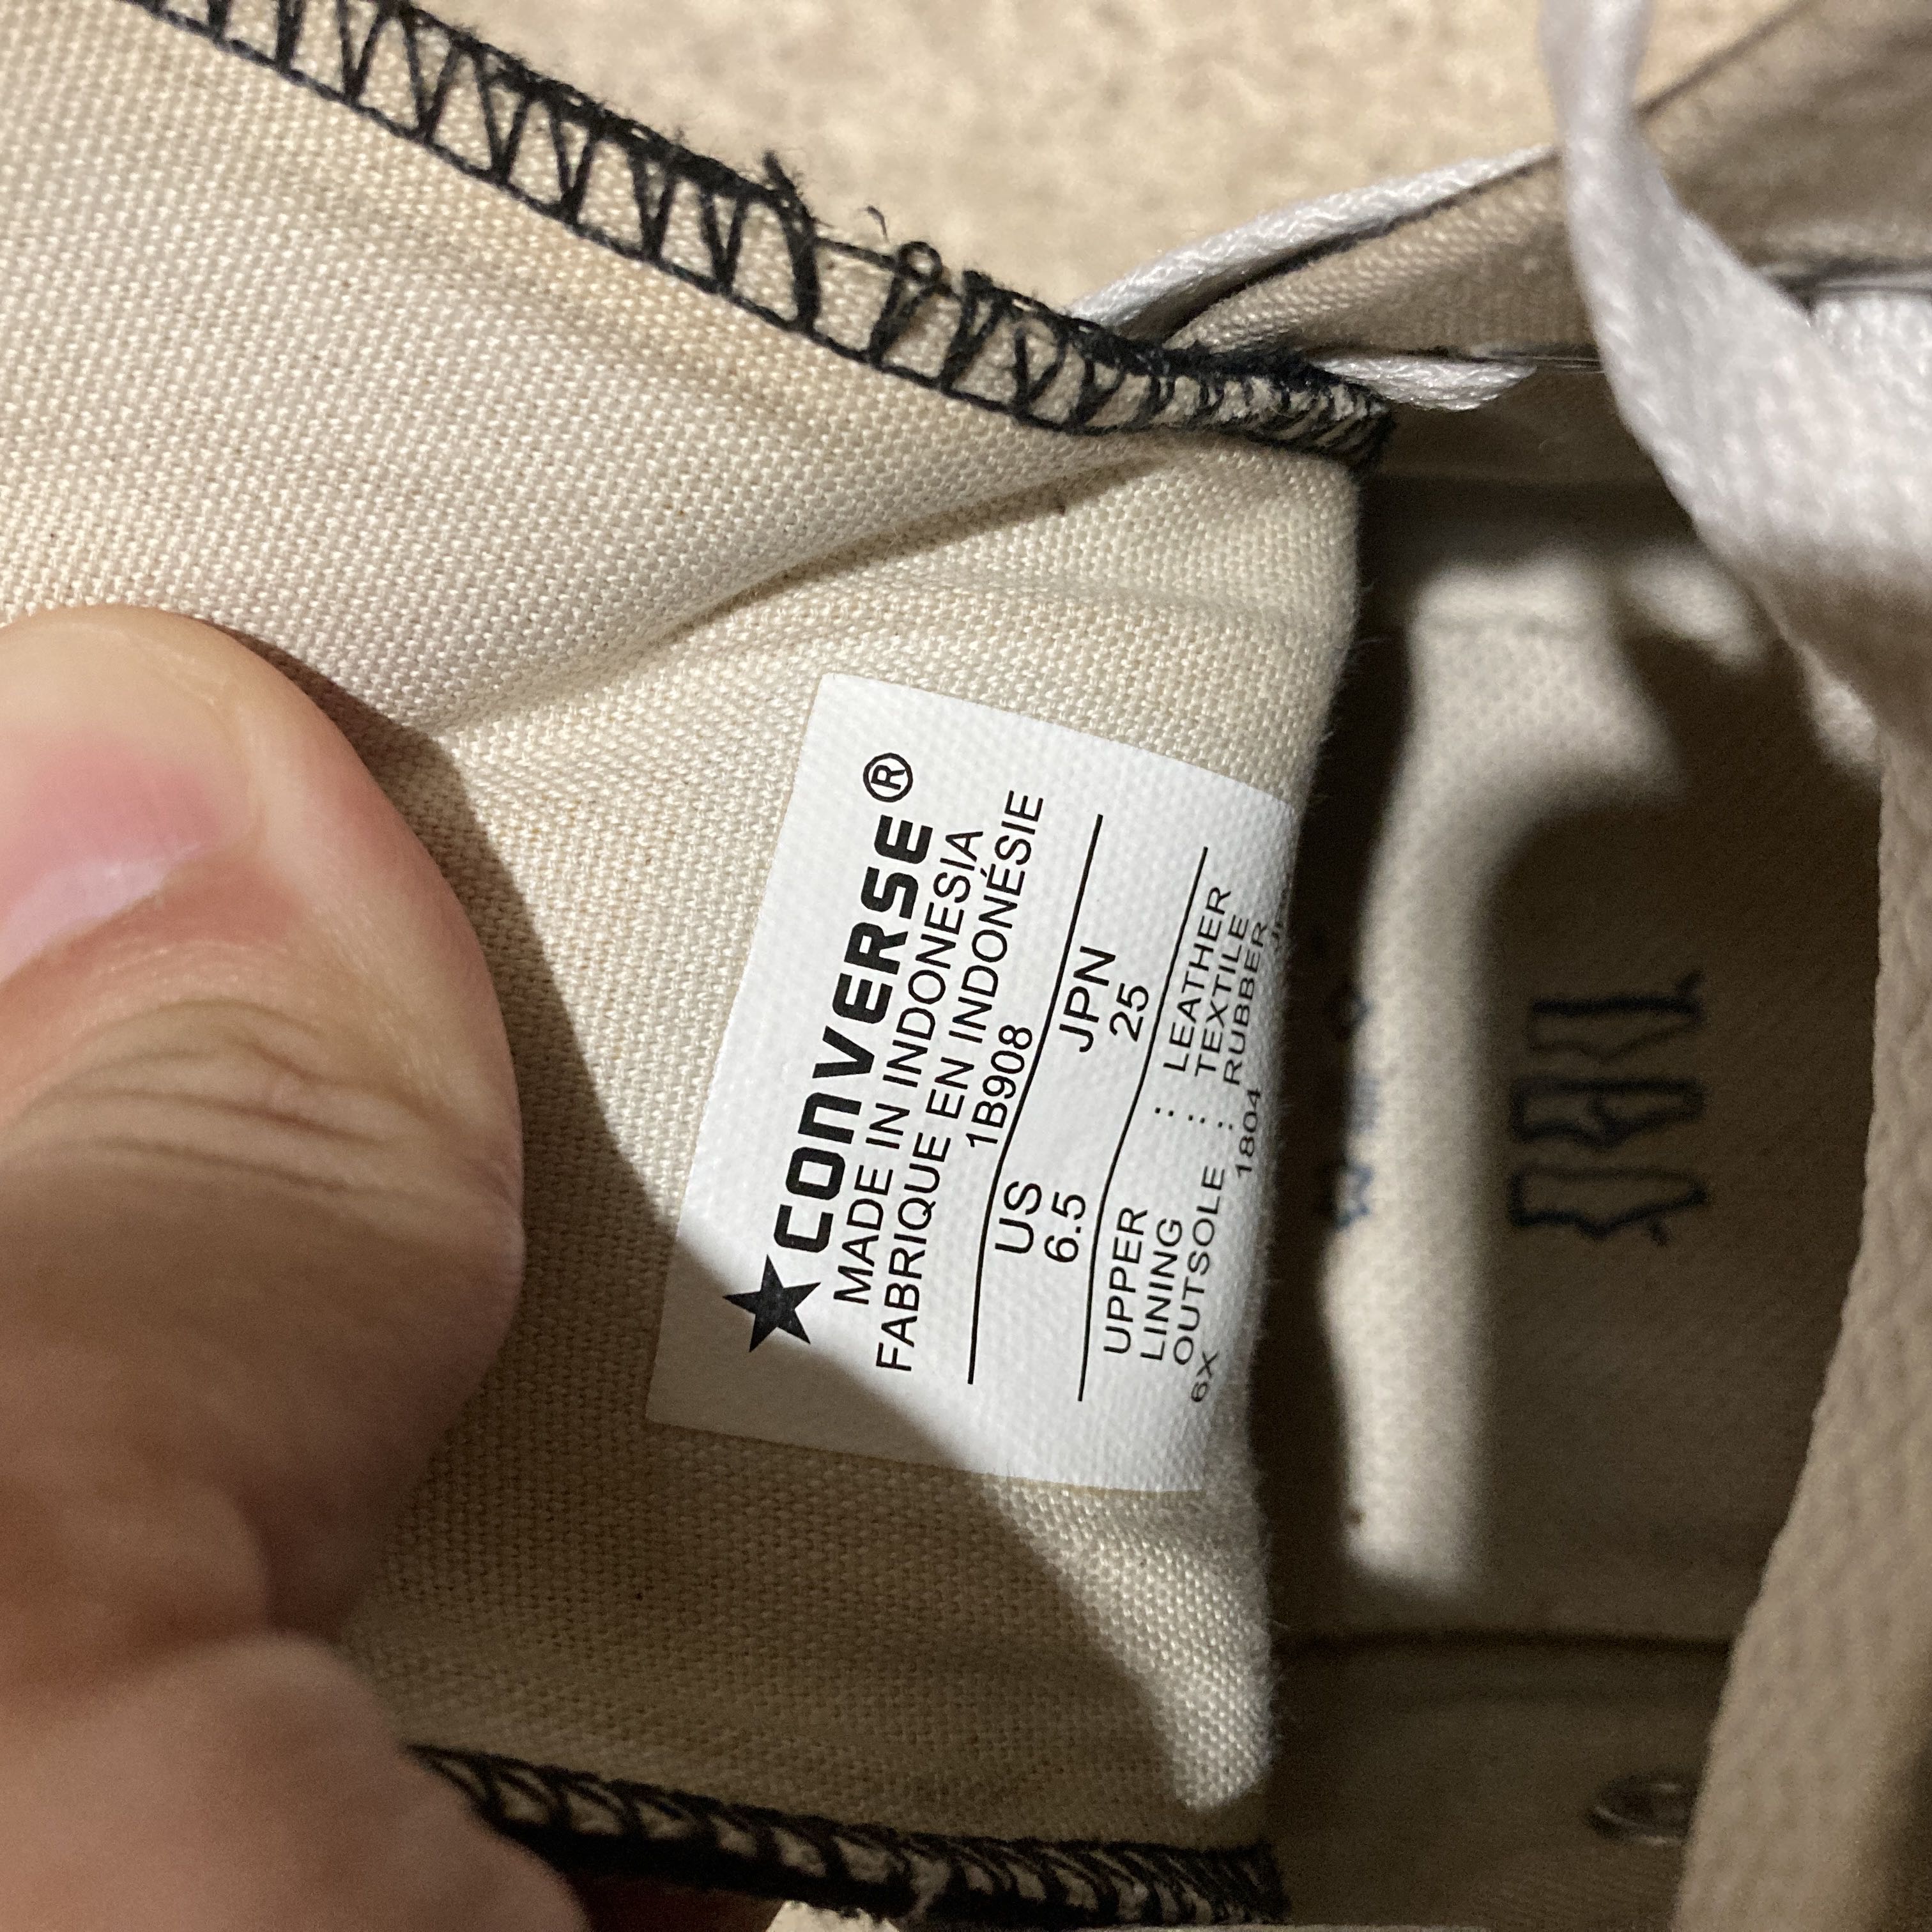 ★CONVERSE®
MADE IN INDONESIA
FABRIQUE EN INDONÉSIE
1B908
US JPN
6.5 25
UPPER : LEATHER
LINING : TEXTILE
OUTSOLE : RUBBER
6X 1804